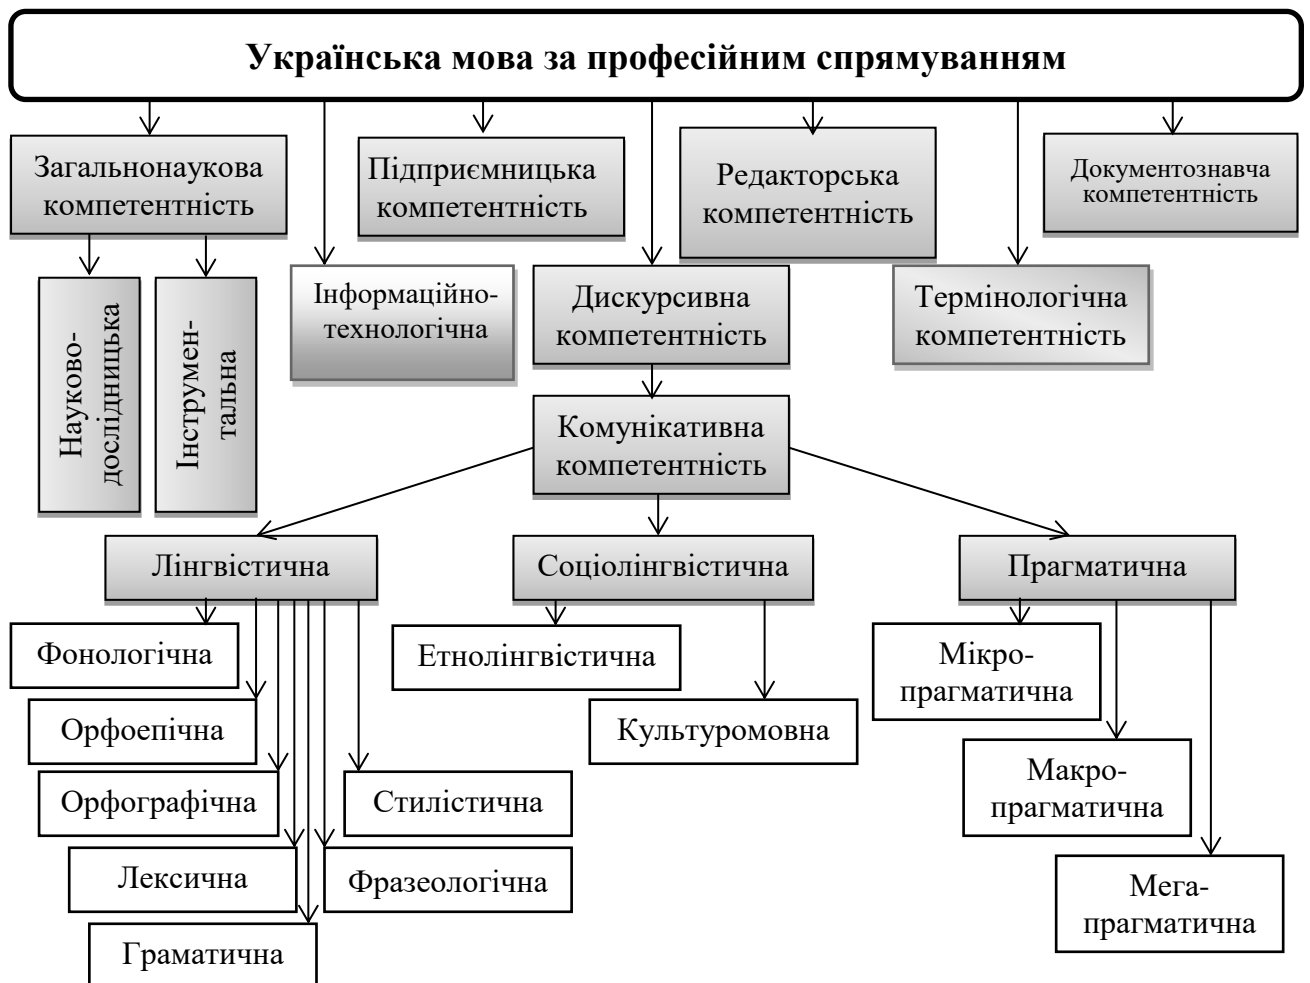 Українська мова за професійним спрямуванням
Загальнонаукова
компетентність
Підприємницька
компетентність
Редакторська
компетентність
Документознавча
компетентність
Науково-
дослідницька
Інструмен-
тальна
Інформаційно-
технологічна
Дискурсивна
компетентність
Термінологічна
компетентність
Комунікативна
компетентність
Лінгвістична
Соціолінгвістична
Прагматична
Фонологічна
Орфоепічна
Орфографічна
Лексична
Граматична
Стилістична
Фразеологічна
Етнолінгвістична
Культуромовна
Мікро-
прагматична
Макро-
прагматична
Мега-
прагматична